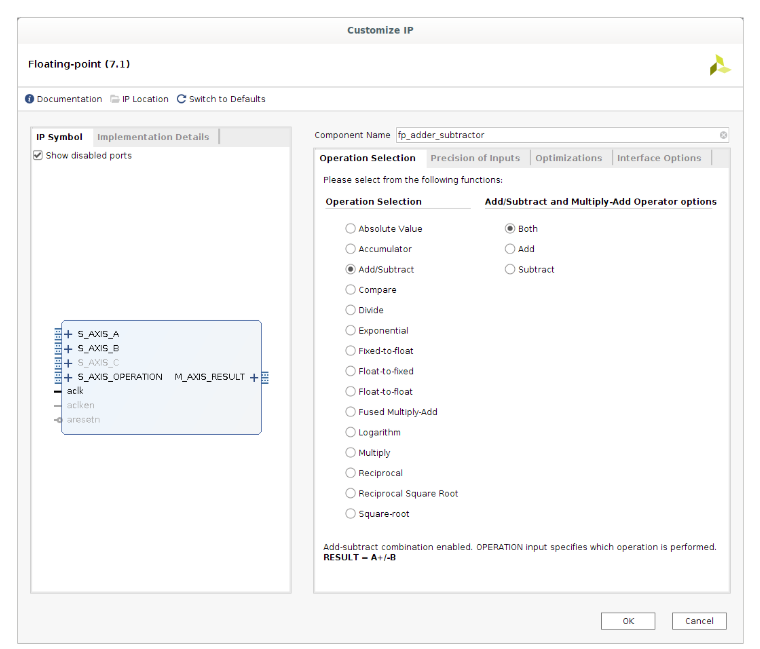 Customize IP
Floating-point (7.1)
Documentation IP Location Switch to Defaults
IP Symbol Implementation Details
Show disabled ports
S_AXIS_A
S_AXIS_B
S_AXIS_C
S_AXIS_OPERATION M_AXIS_RESULT
aclk
aclken
aresetn
Component Name fp_adder_subtractor
Operation Selection Precision of Inputs Optimizations Interface Options
Please select from the following functions:
Operation Selection Add/Subtract and Multiply-Add Operator options
Absolute Value Both
Accumulator Add
Add/Subtract Subtract
Compare
Divide
Exponential
Fixed-to-float
Float-to-fixed
Float-to-float
Fused Multiply-Add
Logarithm
Multiply
Reciprocal
Reciprocal Square Root
Square-root
Add-subtract combination enabled. OPERATION input specifies which operation is performed.
RESULT = A+/-B
OK Cancel